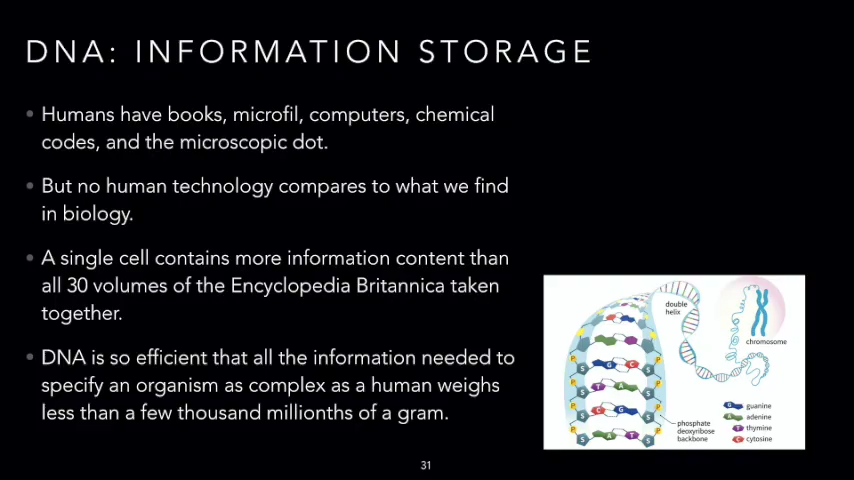 DNA: INFORMATION STORAGE
• Humans have books, microfil, computers, chemical
codes, and the microscopic dot.
• But no human technology compares to what we find
in biology.
• A single cell contains more information content than
all 30 volumes of the Encyclopedia Britannica taken
together.
• DNA is so efficient that all the information needed to
specify an organism as complex as a human weighs
less than a few thousand millionths of a gram.
double
helix
chromosome
P
P
S
S
P
P
S
G
C
S
P
P
S
T
A
S
P
P
S
C
G
S
P
P
S
A
T
S
phosphate
deoxyribose
backbone
G guanine
A adenine
T thymine
C cytosine
31